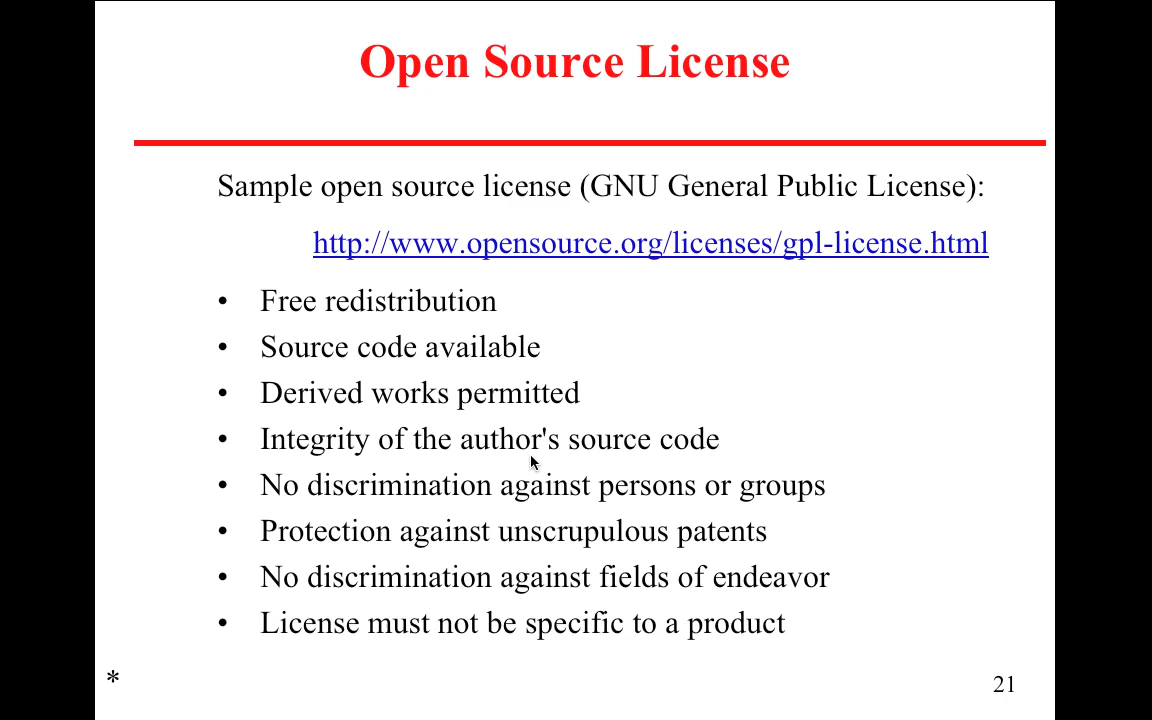 Open Source License
Sample open source license (GNU General Public License):
http://www.opensource.org/licenses/gpl-license.html
• Free redistribution
• Source code available
• Derived works permitted
• Integrity of the author's source code
• No discrimination against persons or groups
• Protection against unscrupulous patents
• No discrimination against fields of endeavor
• License must not be specific to a product
* 21